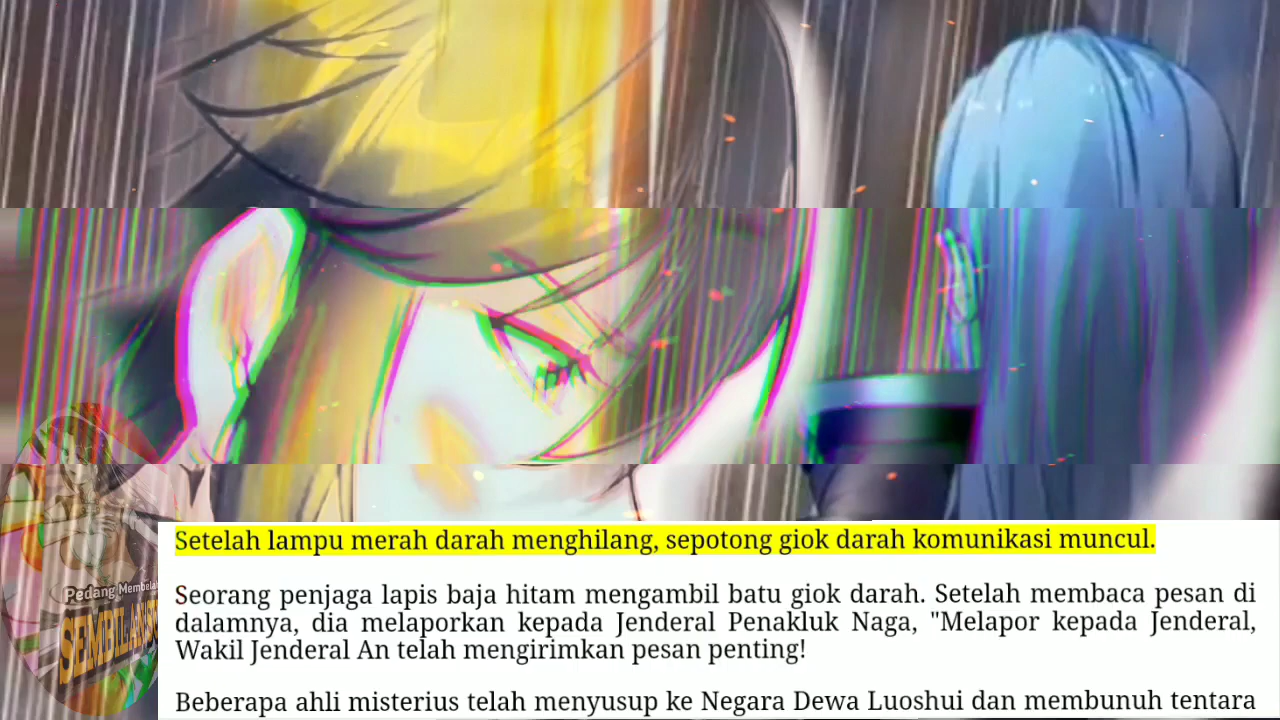 Pedang Membela
SEMBILAN
Setelah lampu merah darah menghilang, sepotong giok darah komunikasi muncul.
Seorang penjaga lapis baja hitam mengambil batu giok darah. Setelah membaca pesan di
dalamnya, dia melaporkan kepada Jenderal Penakluk Naga, "Melapor kepada Jenderal,
Wakil Jenderal An telah mengirimkan pesan penting!
Beberapa ahli misterius telah menyusup ke Negara Dewa Luoshui dan membunuh tentara